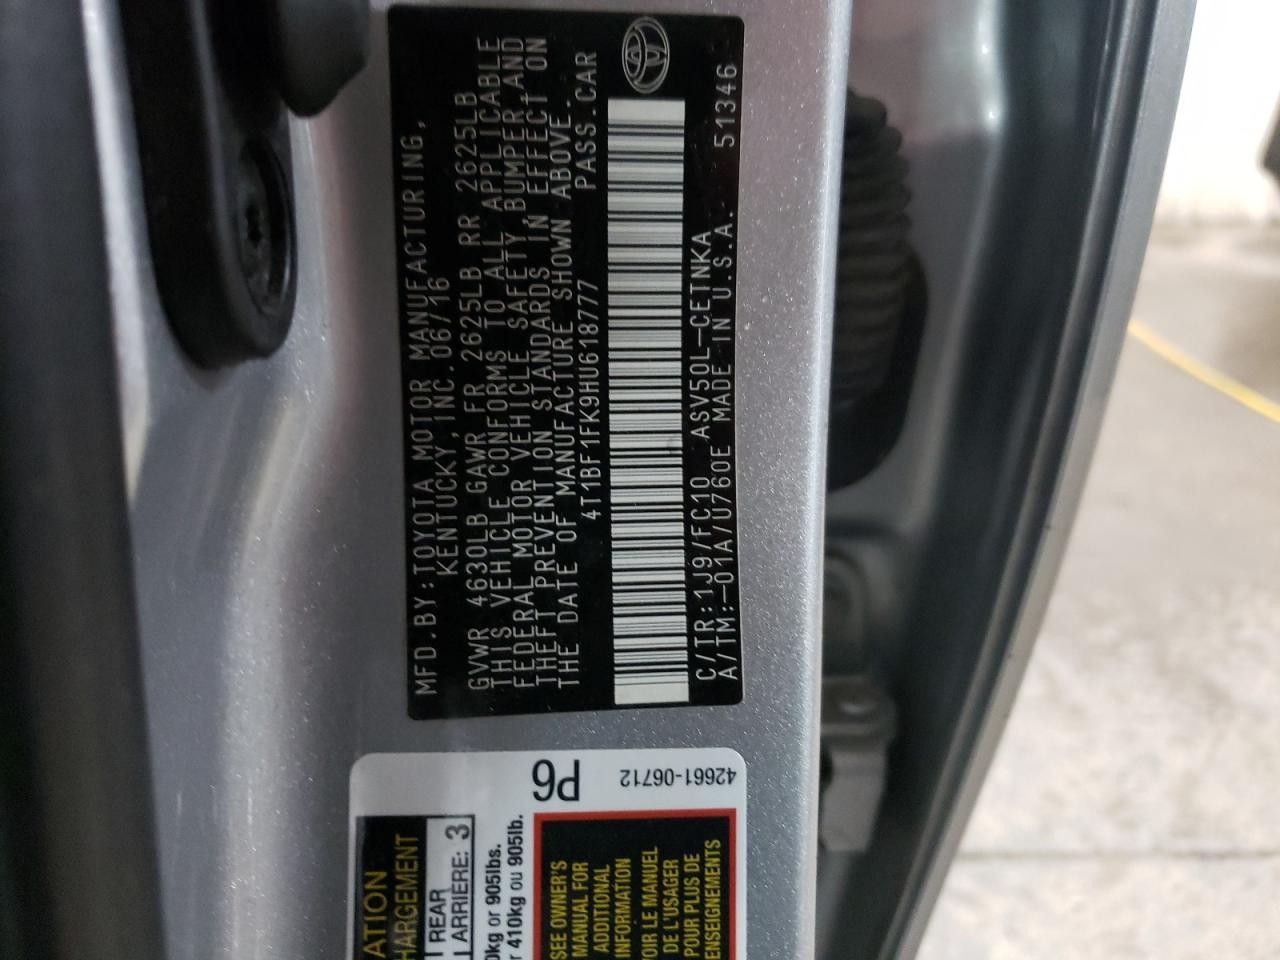 MFD.BY:TOYOTA MOTOR MANUFACTURING,
KENTUCKY,INC.06/16
GVWR 4630LB GAWR FR 2625LB RR 2625LB
THIS VEHICLE CONFORMS TO ALL APPLICABLE
FEDERAL MOTOR VEHICLE SAFETY,BUMPER,AND
THEFT PREVENTION STANDARDS IN EFFECT ON
THE DATE OF MANUFACTURE SHOWN ABOVE.
4T1BF1FK9HU618777 PASS.CAR
C/TR:1J9/FC10 ASV50L-CETNKA
A/TM:-01A/U760E MADE IN U.S.A. 51346
P6
42661-06712
ATION
HARGEMENT
REAR
ARRIERE: 3
0kg or 905lbs.
r 410kg ou 905lb.
SEE OWNER'S
MANUAL FOR
ADDITIONAL
INFORMATION
VOIR LE MANUEL
DE L'USAGER
POUR PLUS DE
RENSEIGNEMENTS